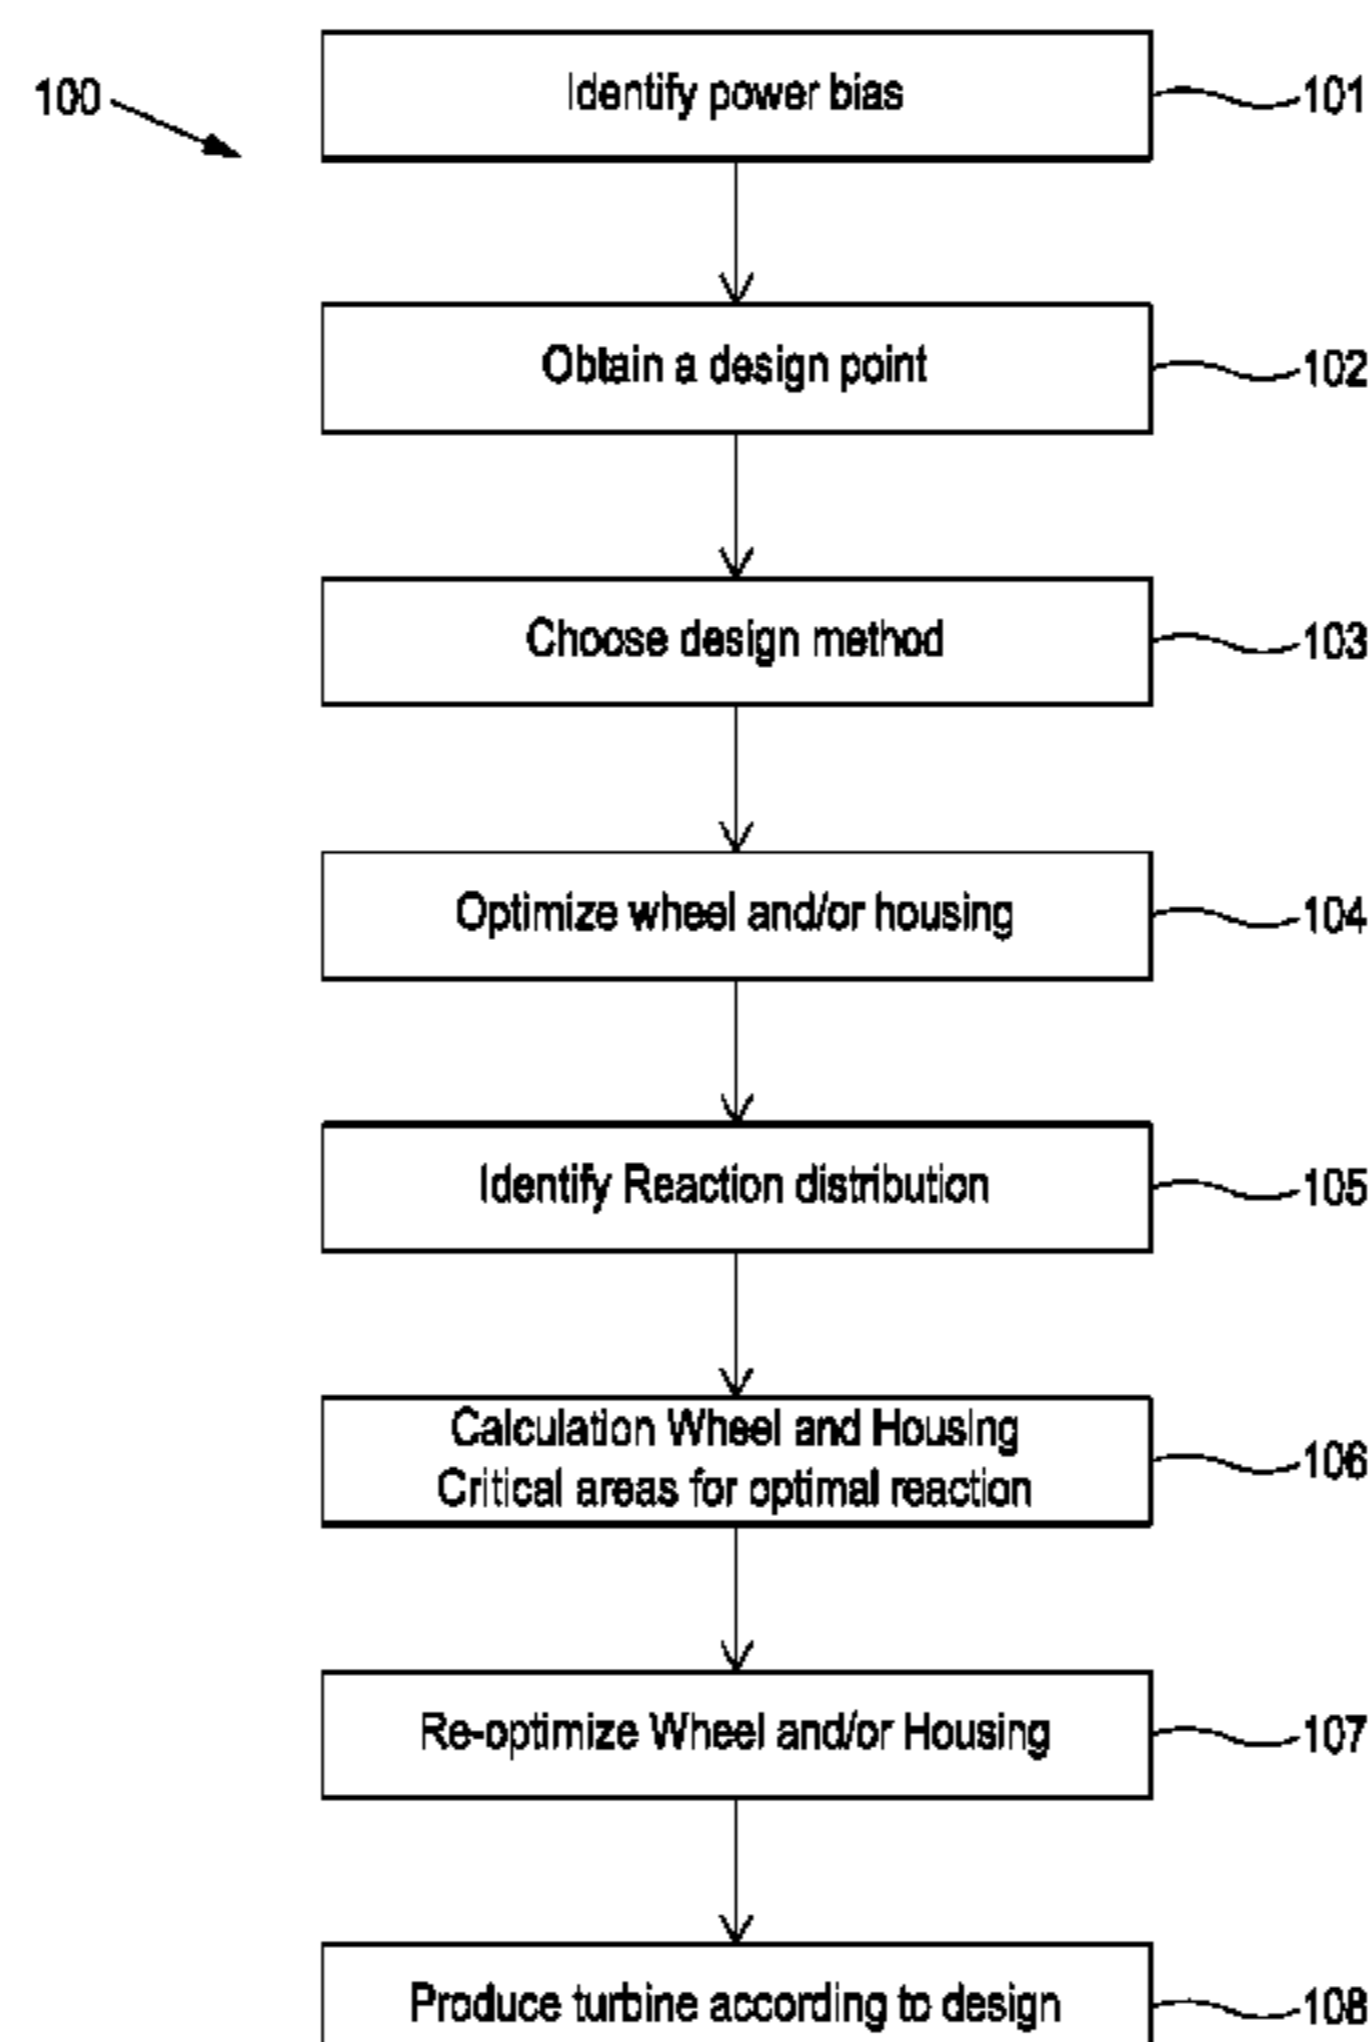 100
Identify power bias
101
Obtain a design point
102
Choose design method
103
Optimize wheel and/or housing
104
Identify Reaction distribution
105
Calculation Wheel and Housing
Critical areas for optimal reaction
106
Re-optimize Wheel and/or Housing
107
Produce turbine according to design
108